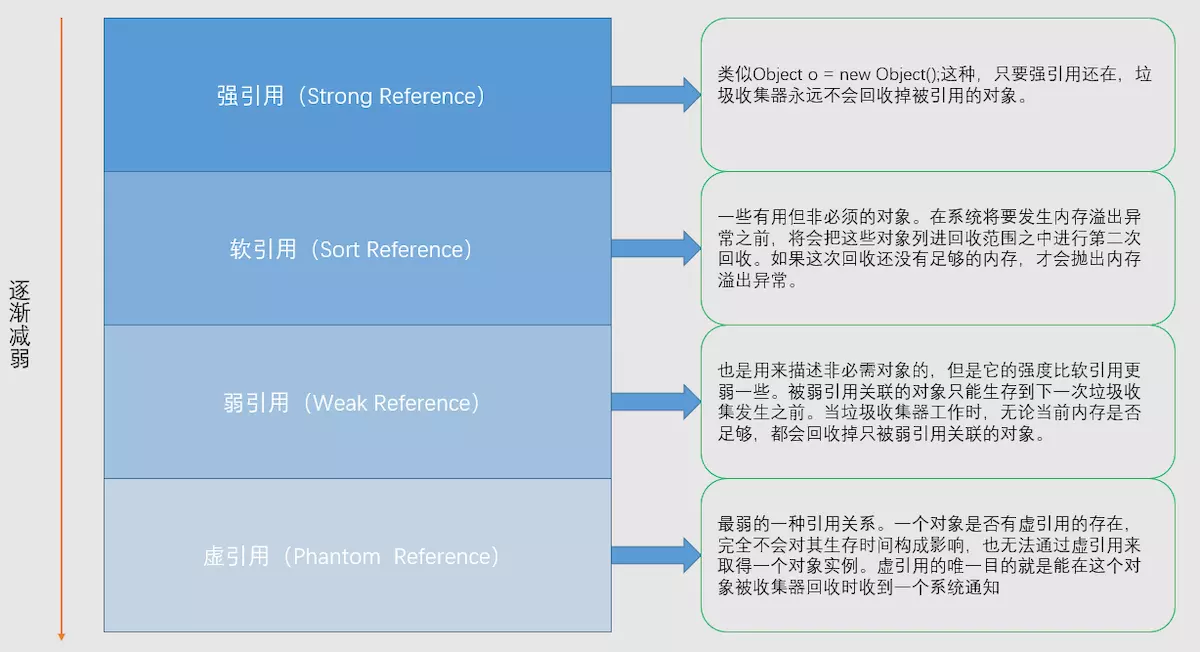 逐渐减弱
强引用（Strong Reference）
类似Object o = new Object();这种，只要强引用还在，垃
圾收集器永远不会回收掉被引用的对象。
软引用（Sort Reference）
一些有用但非必须的对象。在系统将要发生内存溢出异
常之前，将会把这些对象列进回收范围之中进行第二次
回收。如果这次回收还没有足够的内存，才会抛出内存
溢出异常。
弱引用（Weak Reference）
也是用来描述非必需对象的，但是它的强度比软引用更
弱一些。被弱引用关联的对象只能生存到下一次垃圾收
集发生之前。当垃圾收集器工作时，无论当前内存是否
足够，都会回收掉只被弱引用关联的对象。
虚引用（Phantom  Reference）
最弱的一种引用关系。一个对象是否有虚引用的存在，
完全不会对其生存时间构成影响，也无法通过虚引用来
取得一个对象实例。虚引用的唯一目的就是能在这个对
象被收集器回收时收到一个系统通知